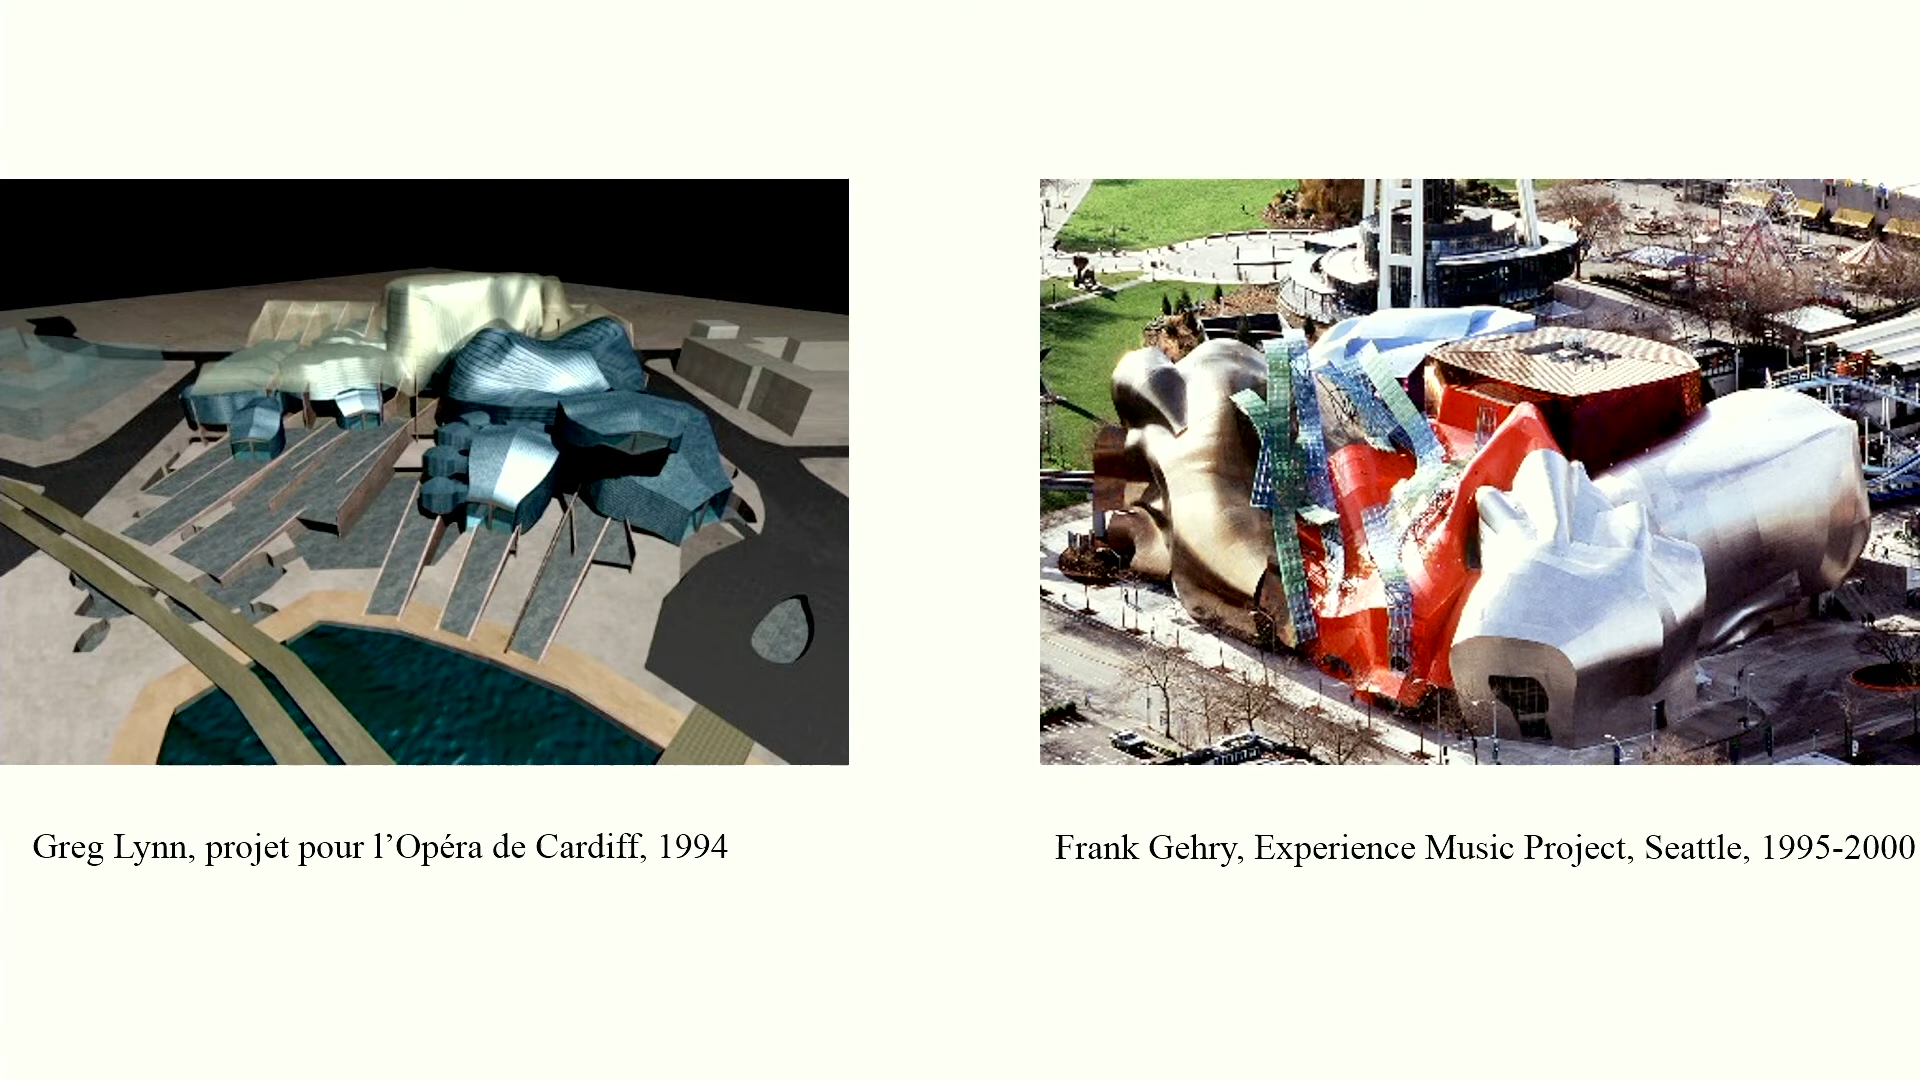 Greg Lynn, projet pour l’Opéra de Cardiff, 1994
Frank Gehry, Experience Music Project, Seattle, 1995-2000